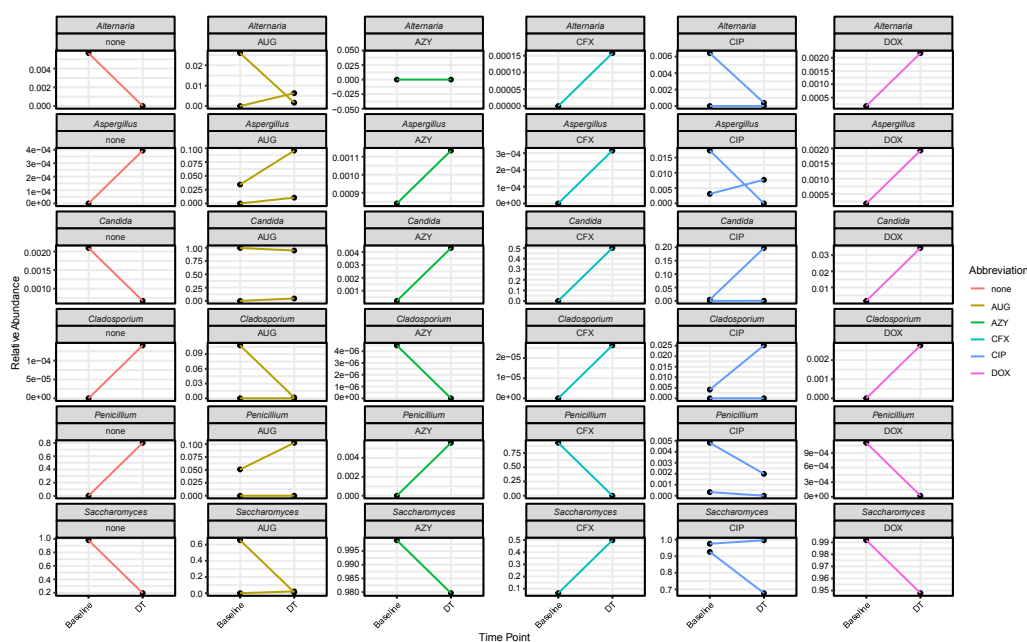 Alternaria Alternaria Alternaria Alternaria Alternaria Alternaria
none AUG AZY CFX CIP DOX
0.004 0.000
0.02 0.01 0.00
0.050 0.025 0.000 −0.025 −0.050
0.00015 0.00010 0.00005 0.00000
0.006 0.004 0.002 0.000
0.0020 0.0015 0.0010 0.0005
Aspergillus Aspergillus Aspergillus Aspergillus Aspergillus Aspergillus
none AUG AZY CFX CIP DOX
4e−04 3e−04 2e−04 1e−04 0e+00
0.100 0.075 0.050 0.025 0.000
0.0011 0.0009
3e−04 2e−04 1e−04 0e+00
0.015 0.010 0.005 0.000
0.0020 0.0015 0.0010 0.0005
Candida Candida Candida Candida Candida Candida
none AUG AZY CFX CIP DOX
0.0020 0.0015 0.0010
1.00 0.75 0.50 0.25 0.00
0.004 0.003 0.002 0.001
0.5 0.4 0.3 0.2 0.1 0.0
0.20 0.15 0.10 0.05 0.00
0.03 0.02 0.01
Cladosporium Cladosporium Cladosporium Cladosporium Cladosporium Cladosporium
none AUG AZY CFX CIP DOX
1e−04 5e−05 0e+00
0.09 0.06 0.03 0.00
4e−06 3e−06 2e−06 1e−06 0e+00
2e−05 1e−05 0e+00
0.025 0.020 0.015 0.010 0.005 0.000
0.002 0.001 0.000
Penicillium Penicillium Penicillium Penicillium Penicillium Penicillium
none AUG AZY CFX CIP DOX
0.8 0.6 0.4 0.2 0.0
0.100 0.075 0.050 0.025 0.000
0.004 0.002 0.000
0.75 0.50 0.25 0.00
0.005 0.004 0.003 0.002 0.001 0.000
9e−04 6e−04 3e−04 0e+00
Saccharomyces Saccharomyces Saccharomyces Saccharomyces Saccharomyces Saccharomyces
none AUG AZY CFX CIP DOX
1.0 0.8 0.6 0.4 0.2
0.6 0.4 0.2 0.0
0.995 0.990 0.985 0.980
0.5 0.4 0.3 0.2 0.1
1.0 0.9 0.8 0.7
0.99 0.98 0.97 0.96 0.95
Baseline DT Baseline DT Baseline DT Baseline DT Baseline DT Baseline DT
Time Point
Relative Abundance
Abbreviation
none
AUG
AZY
CFX
CIP
DOX